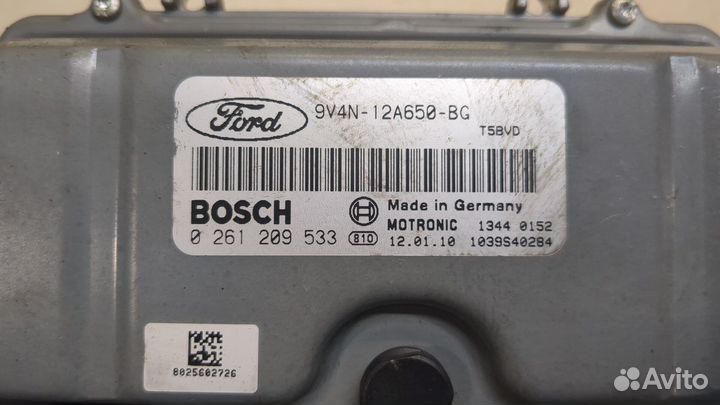 Ford 9V4N-12A650-BG
T5BVD
BOSCH Made in Germany
MOTRONIC 1344 0152
0 261 209 533 810 12.01.10 1039S40284
8025602726
Avito